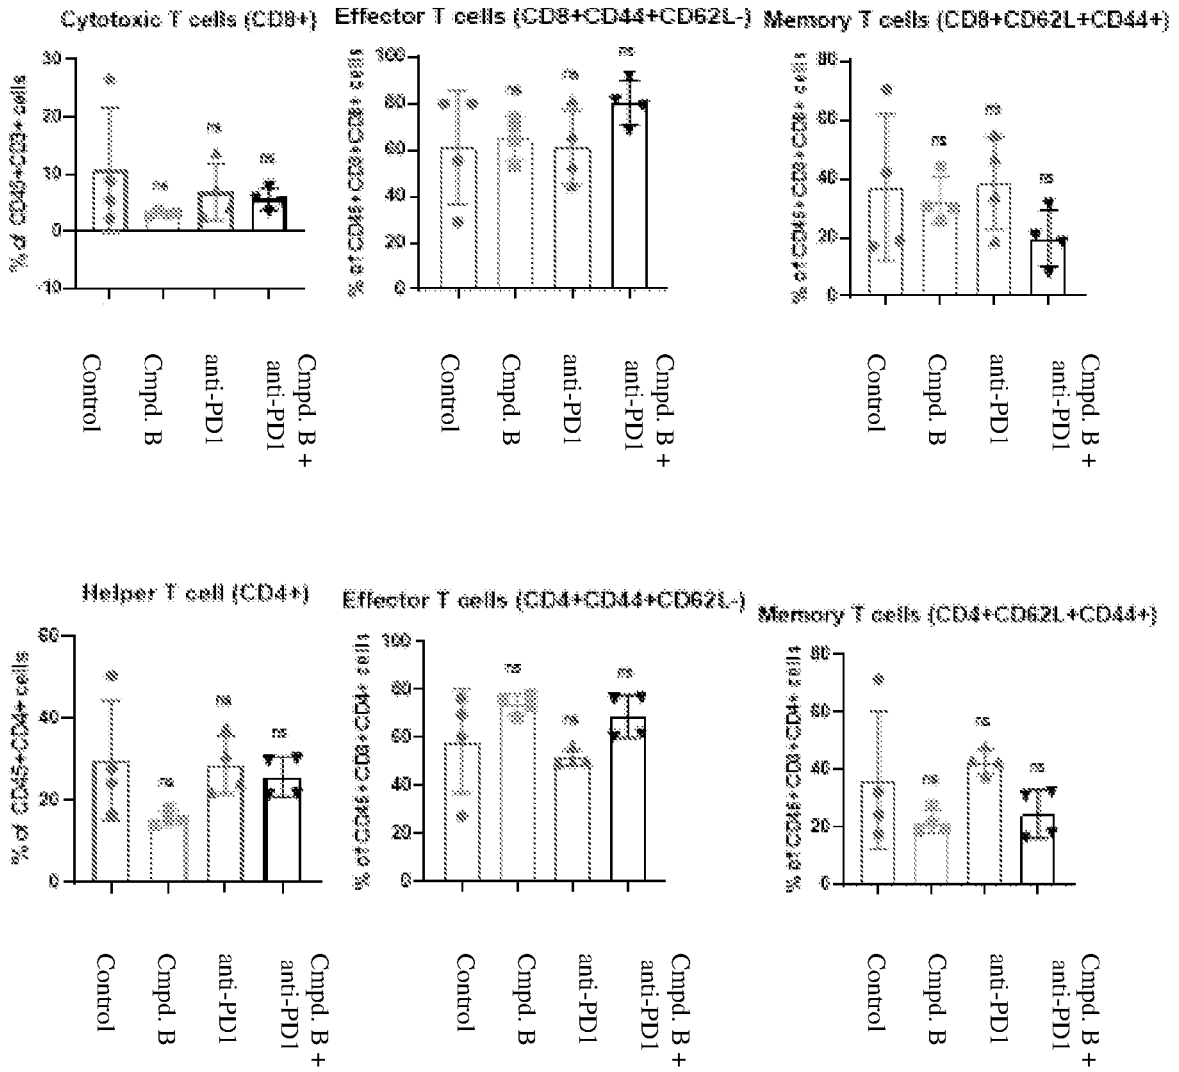 Cytotoxic T cells (CD8+)
% of CD45+CD3+ cells
30
20
10
0
-10
ns
ns
ns
Control
Cmpd. B
anti-PD1
Cmpd. B +
anti-PD1
Effector T cells (CD8+CD44+CD62L-)
% of CD45+CD3+CD8+ cells
100
80
60
40
20
0
ns
ns
ns
Control
Cmpd. B
anti-PD1
Cmpd. B +
anti-PD1
Memory T cells (CD8+CD62L+CD44+)
% of CD45+CD3+CD8+ cells
80
60
40
20
0
ns
ns
ns
Control
Cmpd. B
anti-PD1
Cmpd. B +
anti-PD1
Helper T cell (CD4+)
% of CD45+CD4+ cells
60
40
20
0
ns
ns
ns
Control
Cmpd. B
anti-PD1
Cmpd. B +
anti-PD1
Effector T cells (CD4+CD44+CD62L-)
% of CD45+CD3+CD4+ cells
100
80
60
40
20
0
ns
ns
ns
Control
Cmpd. B
anti-PD1
Cmpd. B +
anti-PD1
Memory T cells (CD4+CD62L+CD44+)
% of CD45+CD3+CD4+ cells
80
60
40
20
0
ns
ns
ns
Control
Cmpd. B
anti-PD1
Cmpd. B +
anti-PD1